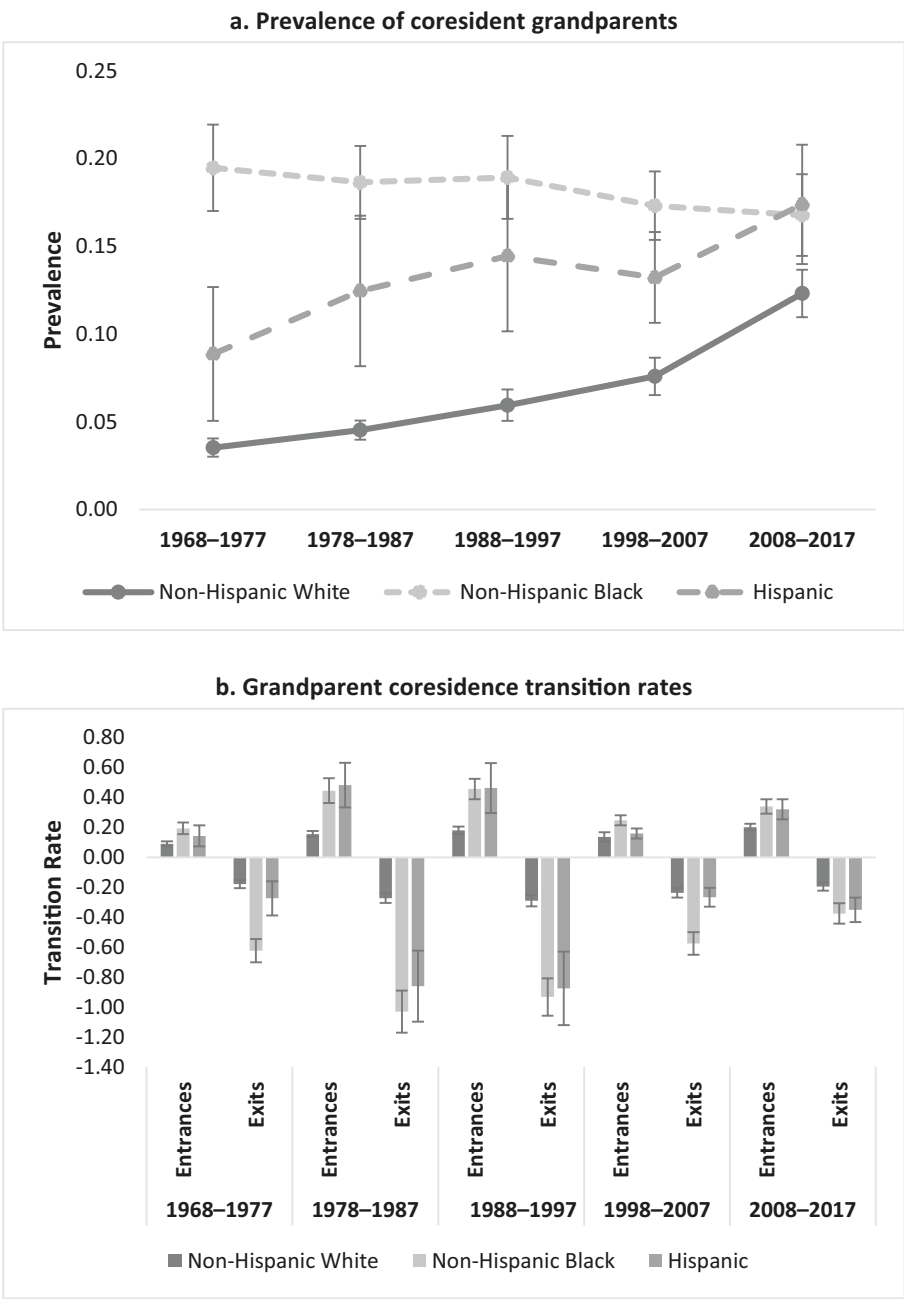 a. Prevalence of coresident grandparents
0.25
0.20
0.15
0.10
0.05
0.00
Prevalence
1968–1977 1978–1987 1988–1997 1998–2007 2008–2017
Non-Hispanic White Non-Hispanic Black Hispanic
b. Grandparent coresidence transition rates
0.80
0.60
0.40
0.20
0.00
-0.20
-0.40
-0.60
-0.80
-1.00
-1.20
-1.40
Transition Rate
Entrances Exits Entrances Exits Entrances Exits Entrances Exits Entrances Exits
1968–1977 1978–1987 1988–1997 1998–2007 2008–2017
Non-Hispanic White Non-Hispanic Black Hispanic